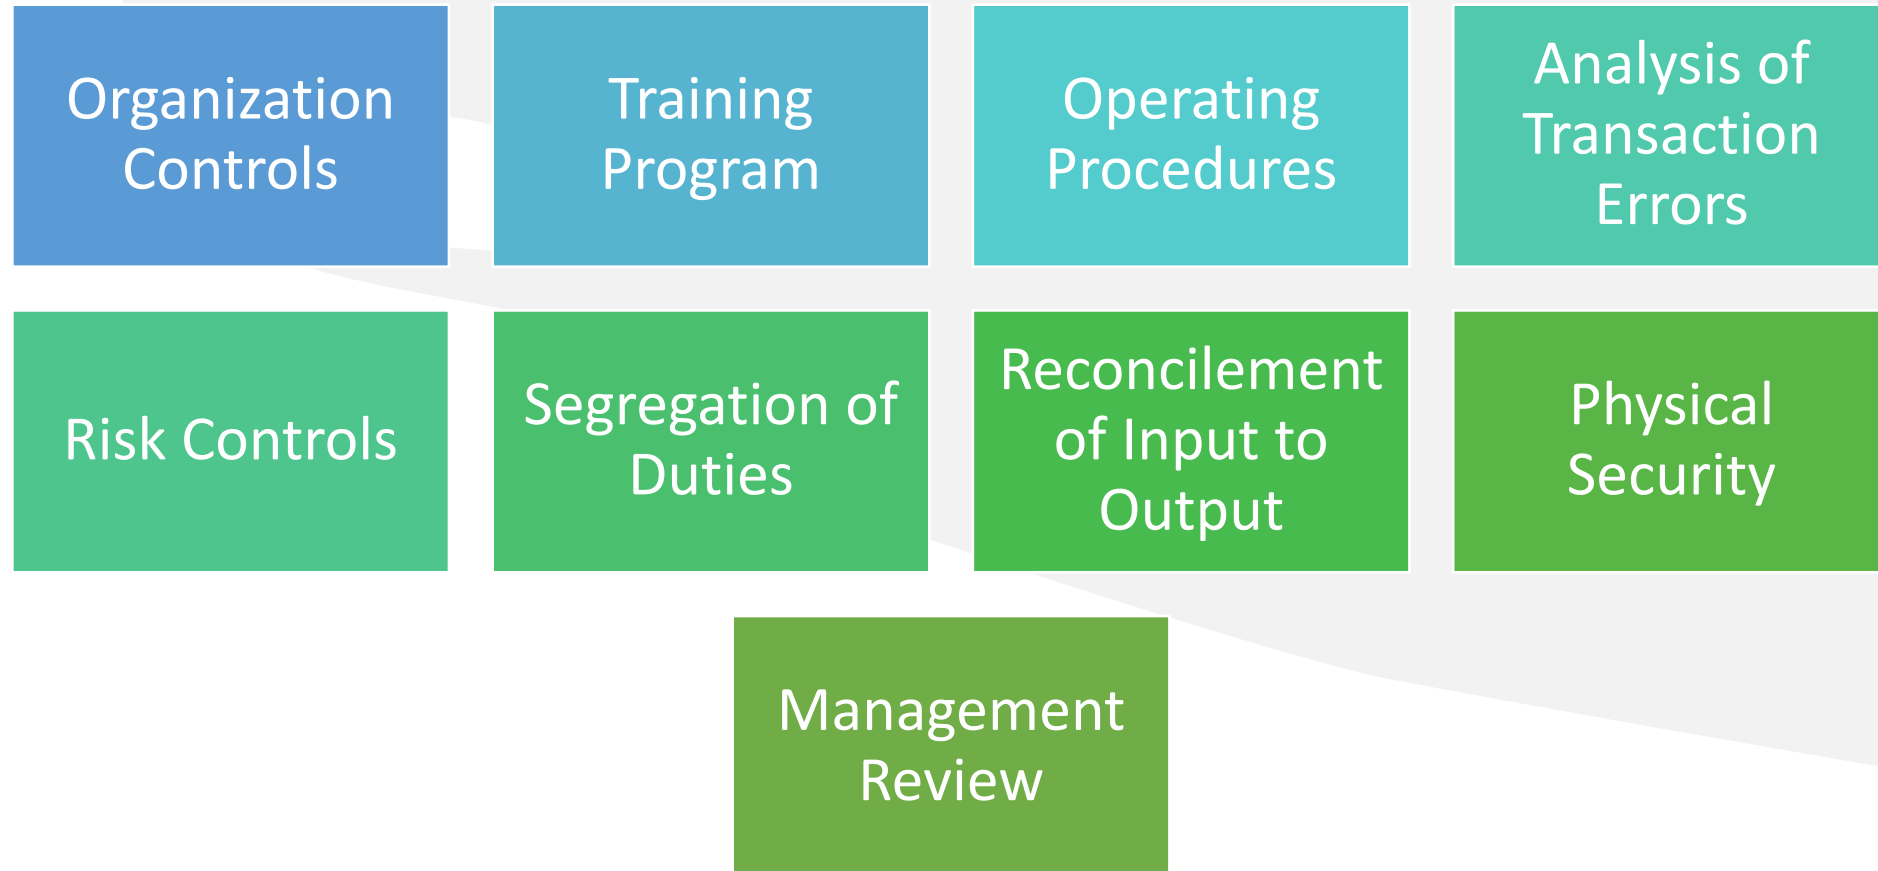 Organization
Controls
Training
Program
Operating
Procedures
Analysis of
Transaction
Errors
Risk Controls
Segregation of
Duties
Reconcilement
of Input to
Output
Physical
Security
Management
Review